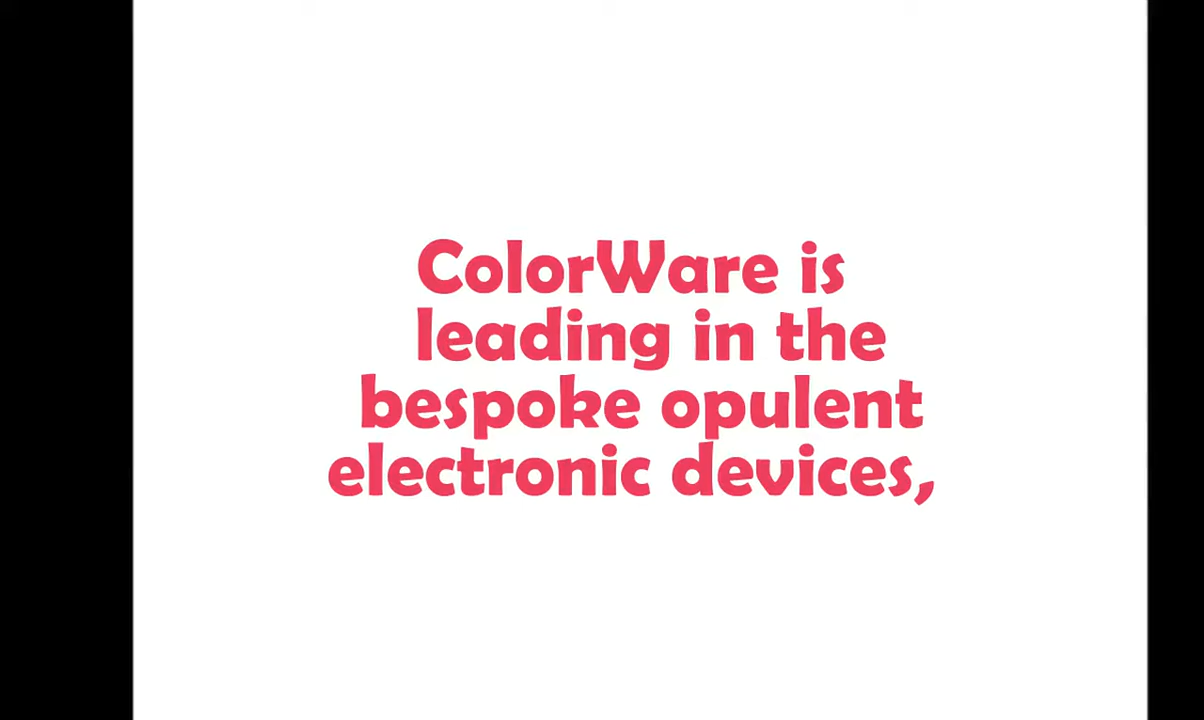 ColorWare is
leading in the
bespoke opulent
electronic devices,